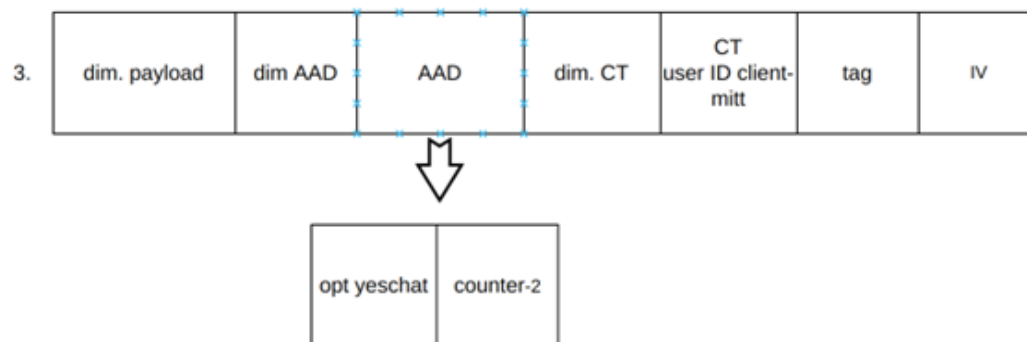 3.
dim. payload
dim AAD
AAD
dim. CT
CT
user ID client-
mitt
tag
IV
opt yeschat
counter-2